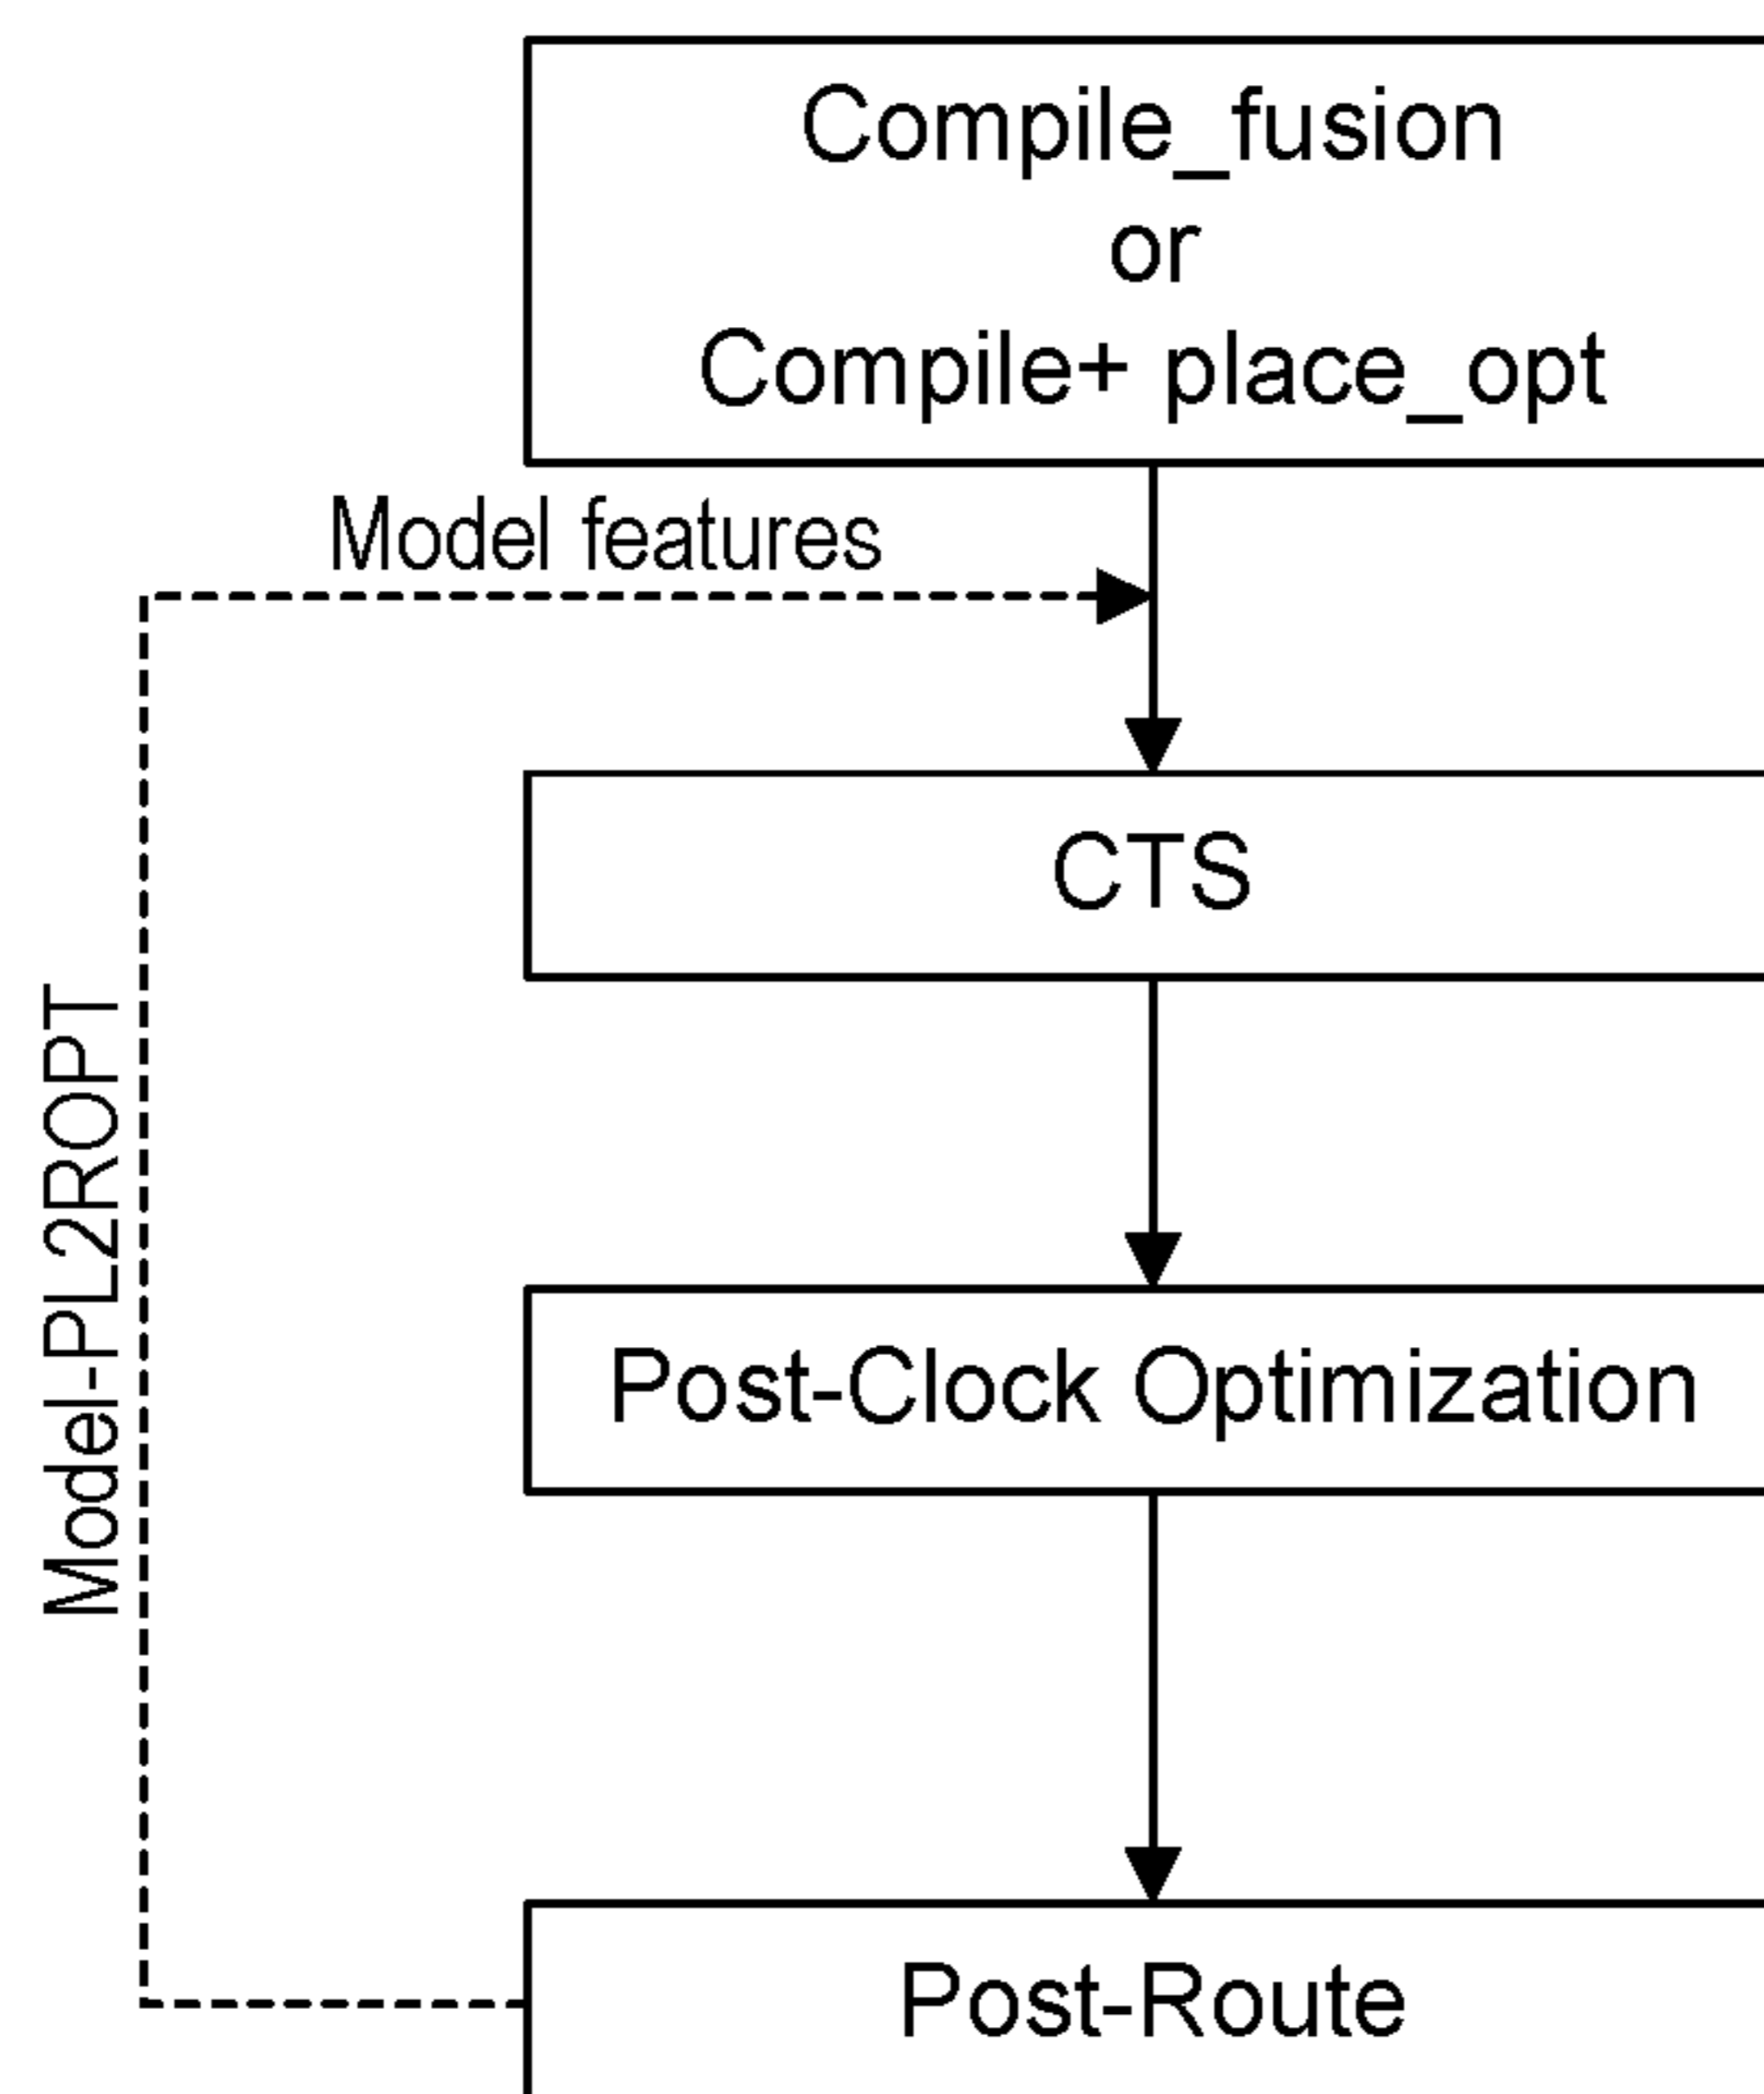 Compile_fusion
or
Compile+ place_opt
Model features
CTS
Model-PL2ROPT
Post-Clock Optimization
Post-Route